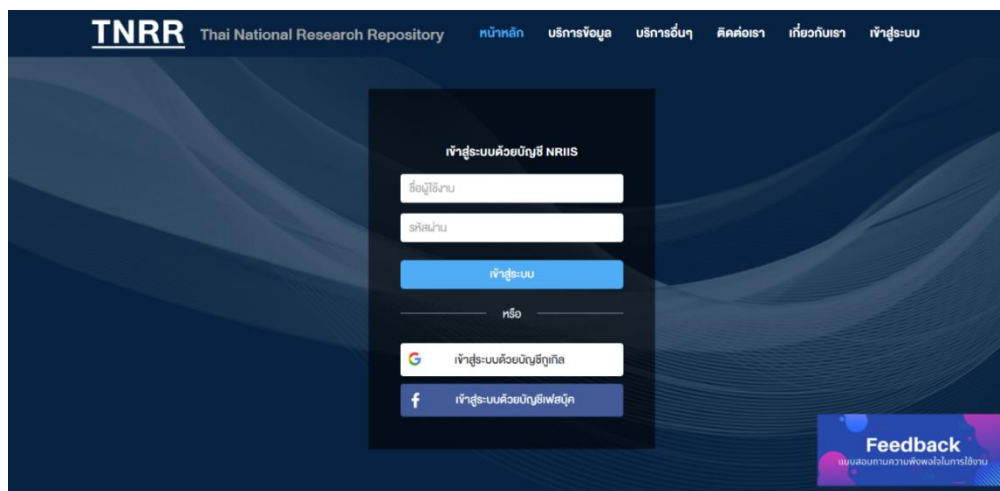 TNRR Thai National Research Repository หน้าหลัก บริการข้อมูล บริการอื่นๆ ติดต่อเรา เกี่ยวกับเรา เข้าสู่ระบบ
เข้าสู่ระบบด้วยบัญชี NRIIS
ชื่อผู้ใช้งาน
รหัสผ่าน
เข้าสู่ระบบ
หรือ
เข้าสู่ระบบด้วยบัญชีกูเกิล
เข้าสู่ระบบด้วยบัญชีเฟสบุ๊ค
Feedback
แบบสอบถามความพึงพอใจในการใช้งาน